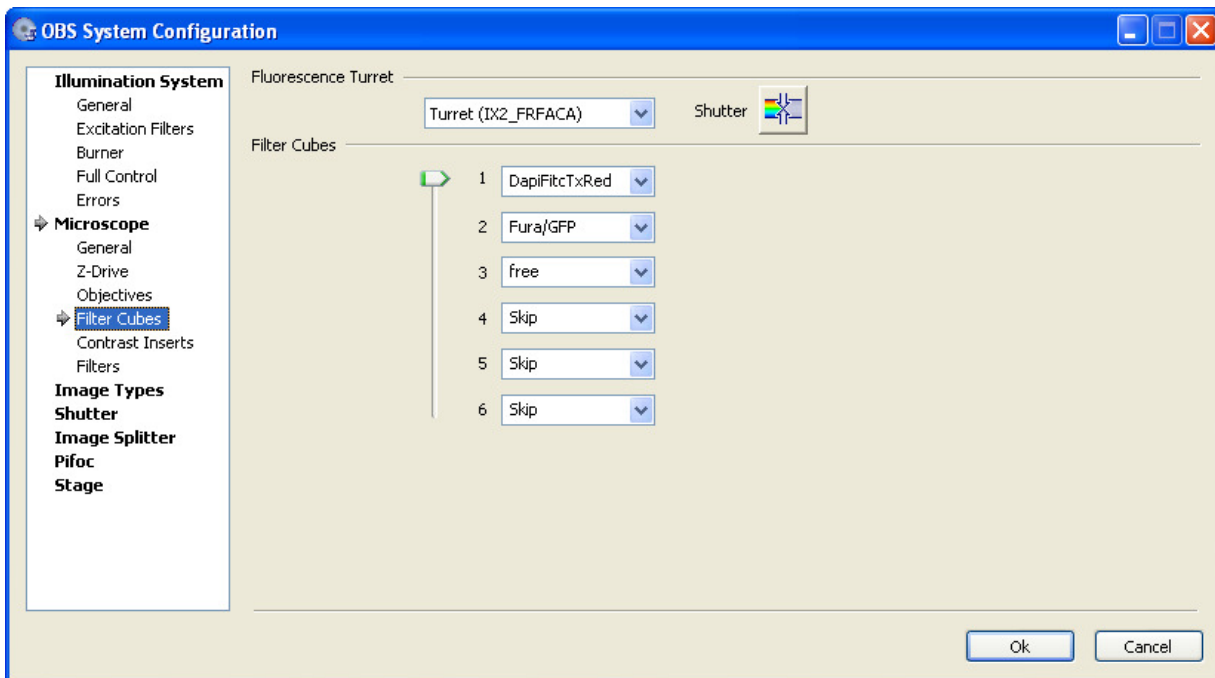 OBS System Configuration
Illumination System
General
Excitation Filters
Burner
Full Control
Errors
Microscope
General
Z-Drive
Objectives
Filter Cubes
Contrast Inserts
Filters
Image Types
Shutter
Image Splitter
Pifoc
Stage
Fluorescence Turret
Turret (IX2_FRFACA) Shutter
Filter Cubes
1 DapiFitcTxRed
2 Fura/GFP
3 free
4 Skip
5 Skip
6 Skip
Ok Cancel